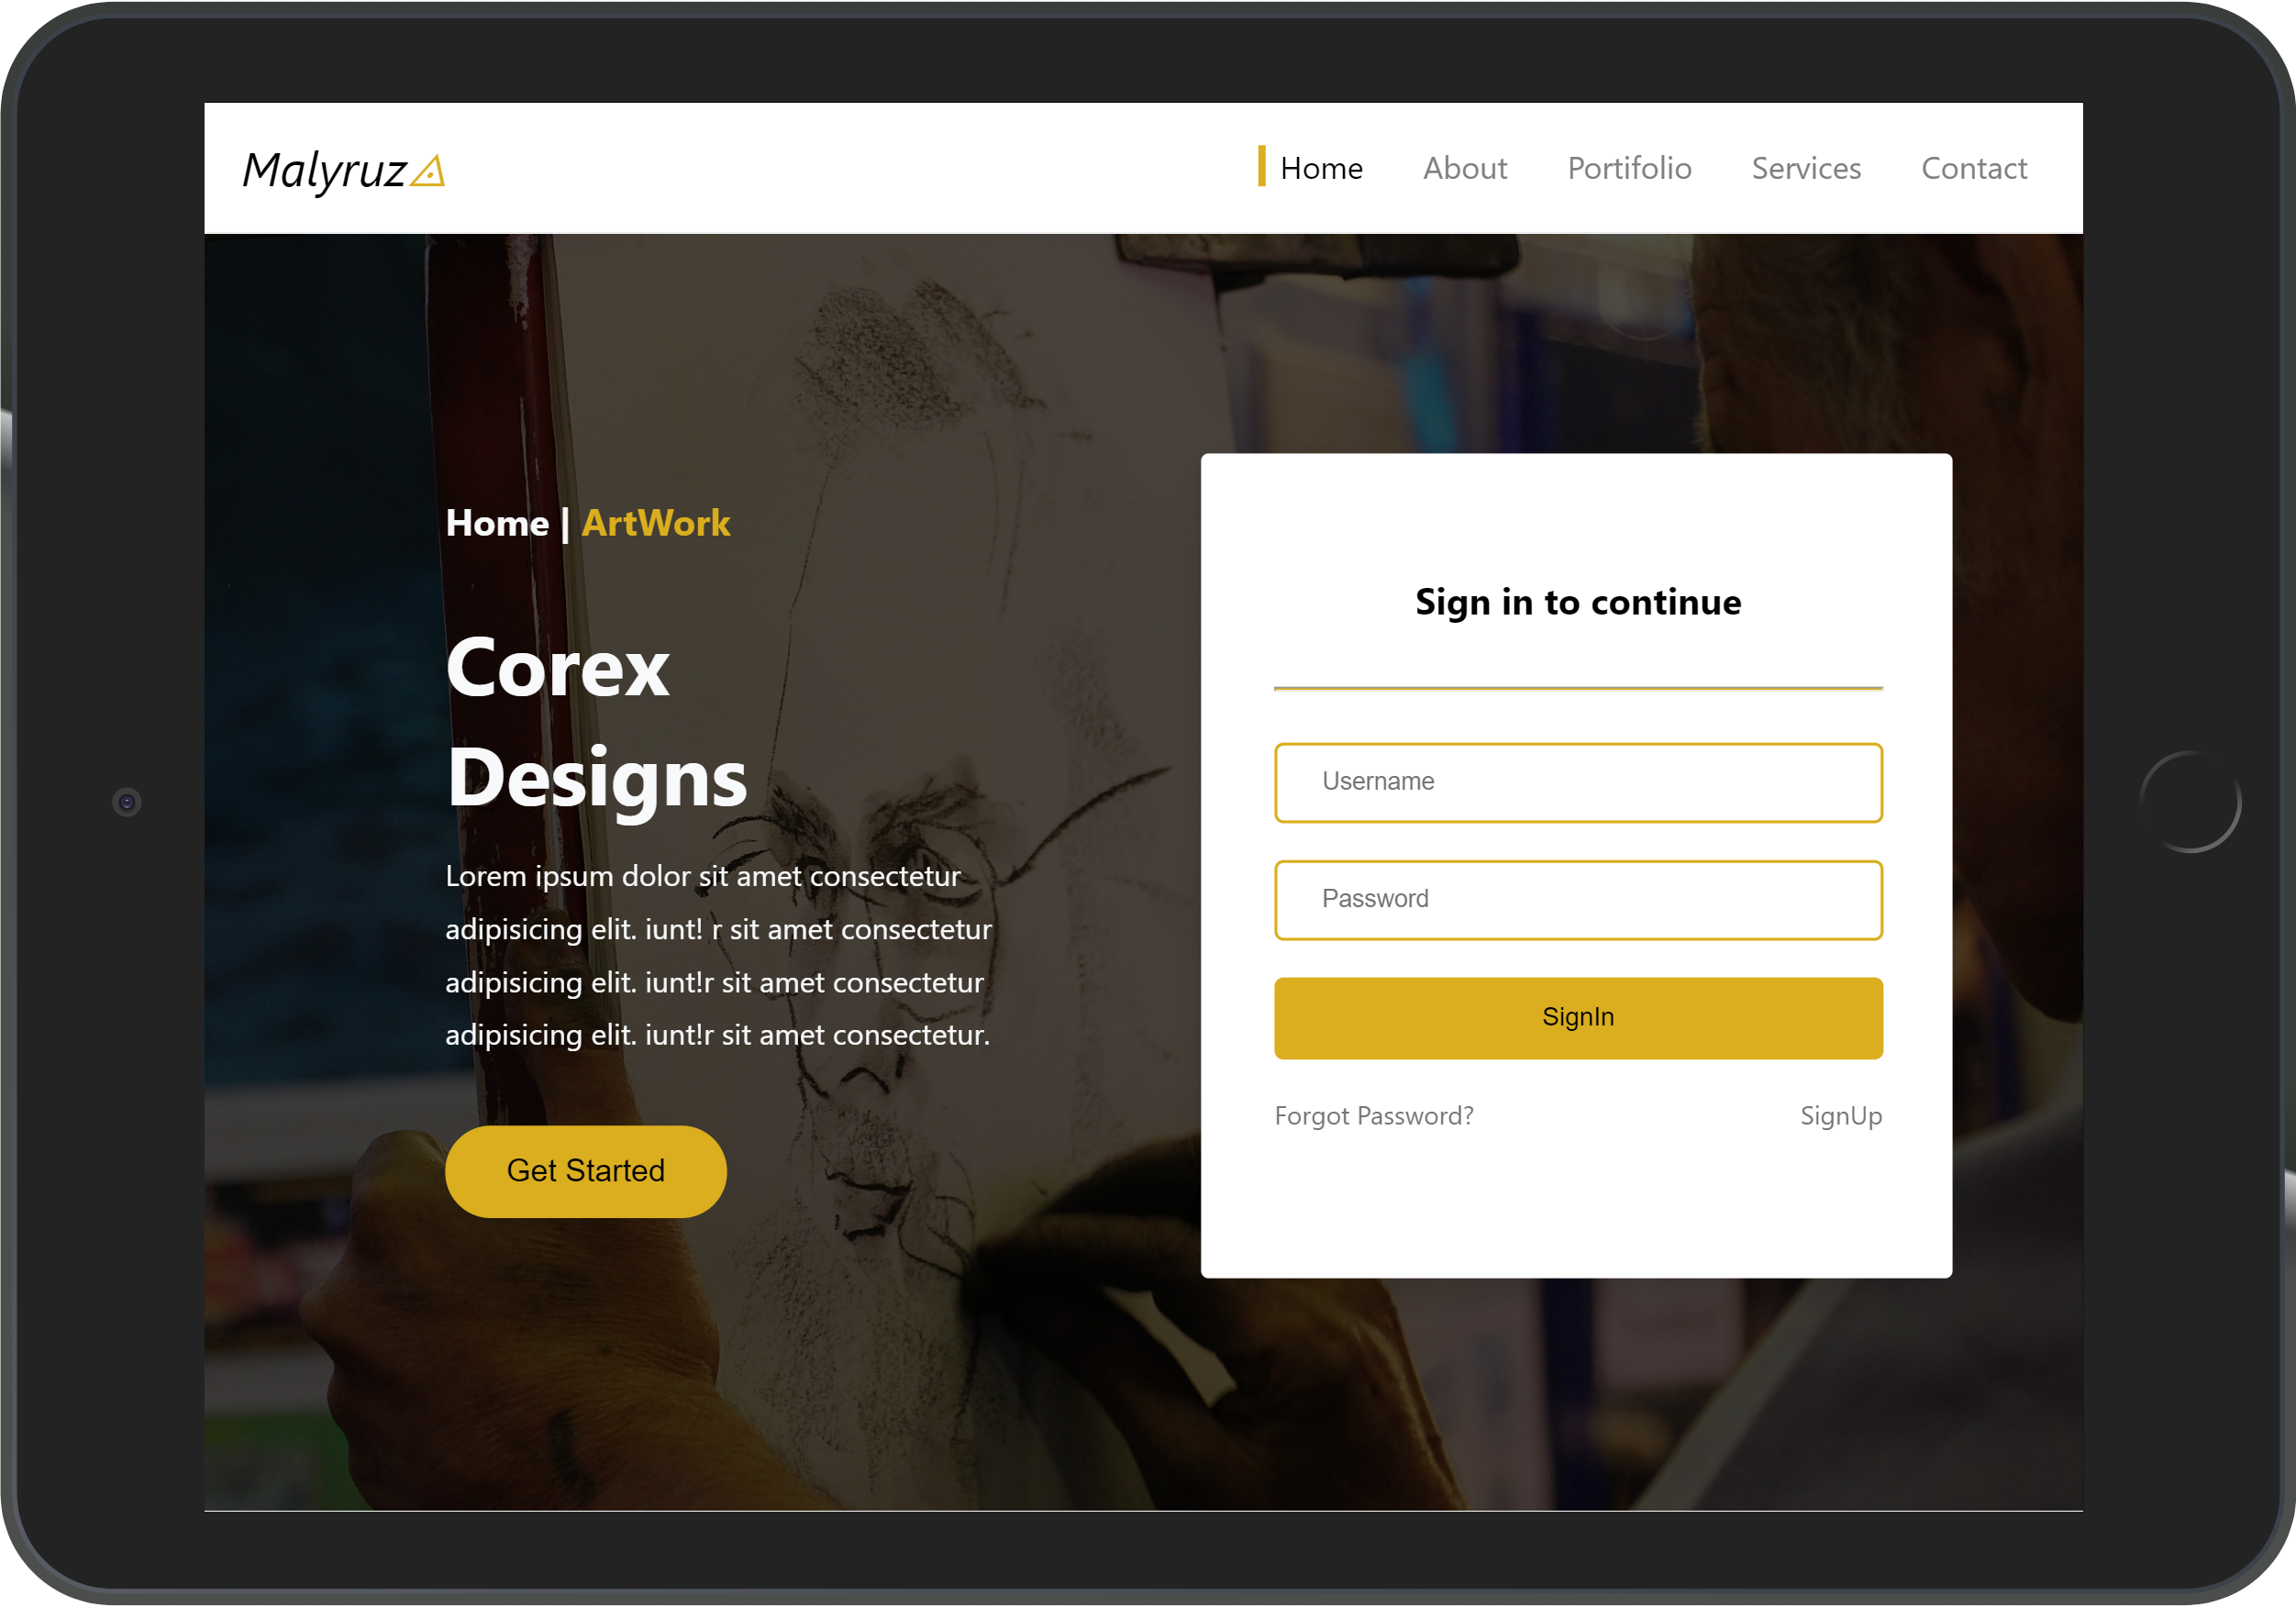 Malyruz
Home About Portifolio Services Contact
Home | ArtWork
Corex
Designs
Lorem ipsum dolor sit amet consectetur
adipisicing elit. iunt! r sit amet consectetur
adipisicing elit. iunt!r sit amet consectetur
adipisicing elit. iunt!r sit amet consectetur.
Get Started
Sign in to continue
Username
Password
SignIn
Forgot Password? SignUp